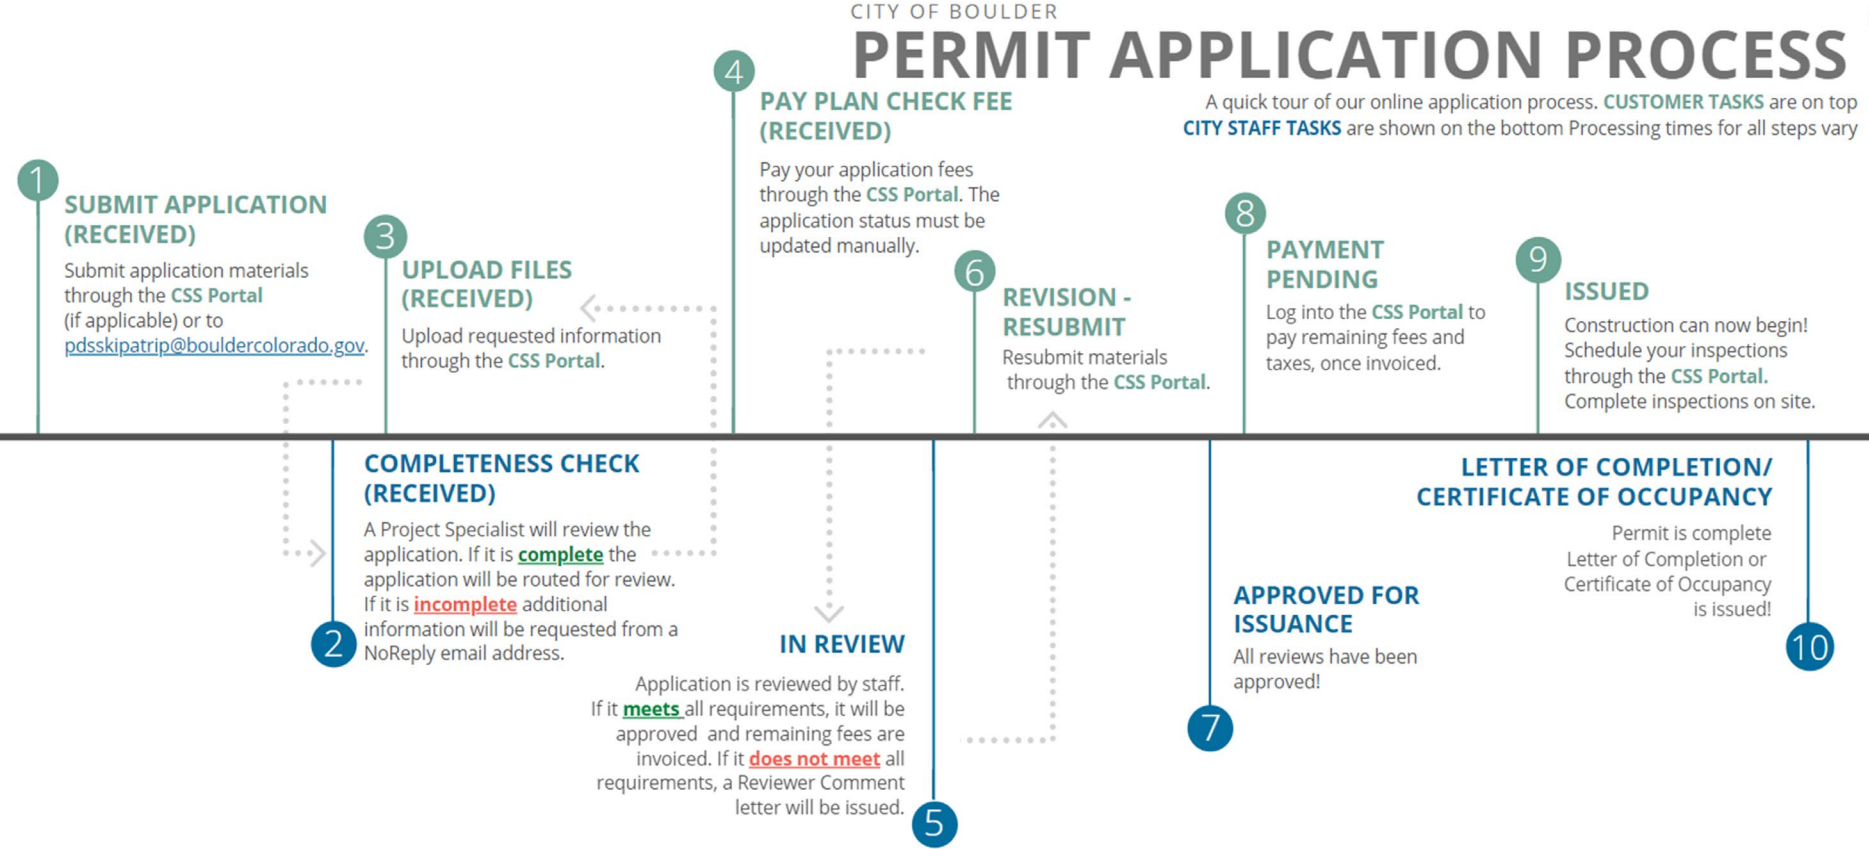 CITY OF BOULDER
PERMIT APPLICATION PROCESS
A quick tour of our online application process. CUSTOMER TASKS are on top
CITY STAFF TASKS are shown on the bottom Processing times for all steps vary
1
SUBMIT APPLICATION
(RECEIVED)
Submit application materials
through the CSS Portal
(if applicable) or to
pdsskipatrip@bouldercolorado.gov.
2
COMPLETENESS CHECK
(RECEIVED)
A Project Specialist will review the
application. If it is complete the
application will be routed for review.
If it is incomplete additional
information will be requested from a
NoReply email address.
3
UPLOAD FILES
(RECEIVED)
Upload requested information
through the CSS Portal.
4
PAY PLAN CHECK FEE
(RECEIVED)
Pay your application fees
through the CSS Portal. The
application status must be
updated manually.
5
IN REVIEW
Application is reviewed by staff.
If it meets all requirements, it will be
approved and remaining fees are
invoiced. If it does not meet all
requirements, a Reviewer Comment
letter will be issued.
6
REVISION -
RESUBMIT
Resubmit materials
through the CSS Portal.
7
APPROVED FOR
ISSUANCE
All reviews have been
approved!
8
PAYMENT
PENDING
Log into the CSS Portal to
pay remaining fees and
taxes, once invoiced.
9
ISSUED
Construction can now begin!
Schedule your inspections
through the CSS Portal.
Complete inspections on site.
10
LETTER OF COMPLETION/
CERTIFICATE OF OCCUPANCY
Permit is complete
Letter of Completion or
Certificate of Occupancy
is issued!